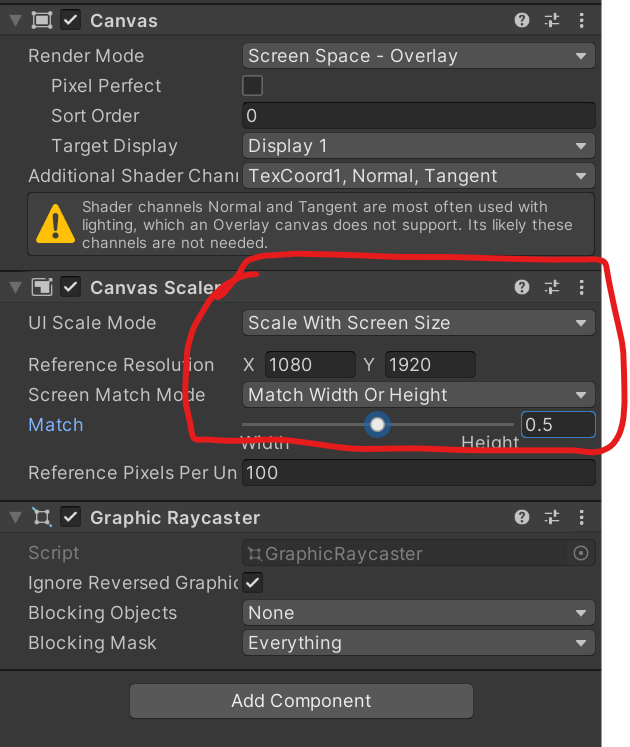 Canvas
Render Mode Screen Space - Overlay
Pixel Perfect
Sort Order 0
Target Display Display 1
Additional Shader Chan TexCoord1, Normal, Tangent
Shader channels Normal and Tangent are most often used with
lighting, which an Overlay canvas does not support. Its likely these
channels are not needed.
Canvas Scaler
UI Scale Mode Scale With Screen Size
Reference Resolution X 1080 Y 1920
Screen Match Mode Match Width Or Height
Match 0.5
Width Height
Reference Pixels Per Un 100
Graphic Raycaster
Script GraphicRaycaster
Ignore Reversed Graphic
Blocking Objects None
Blocking Mask Everything
Add Component